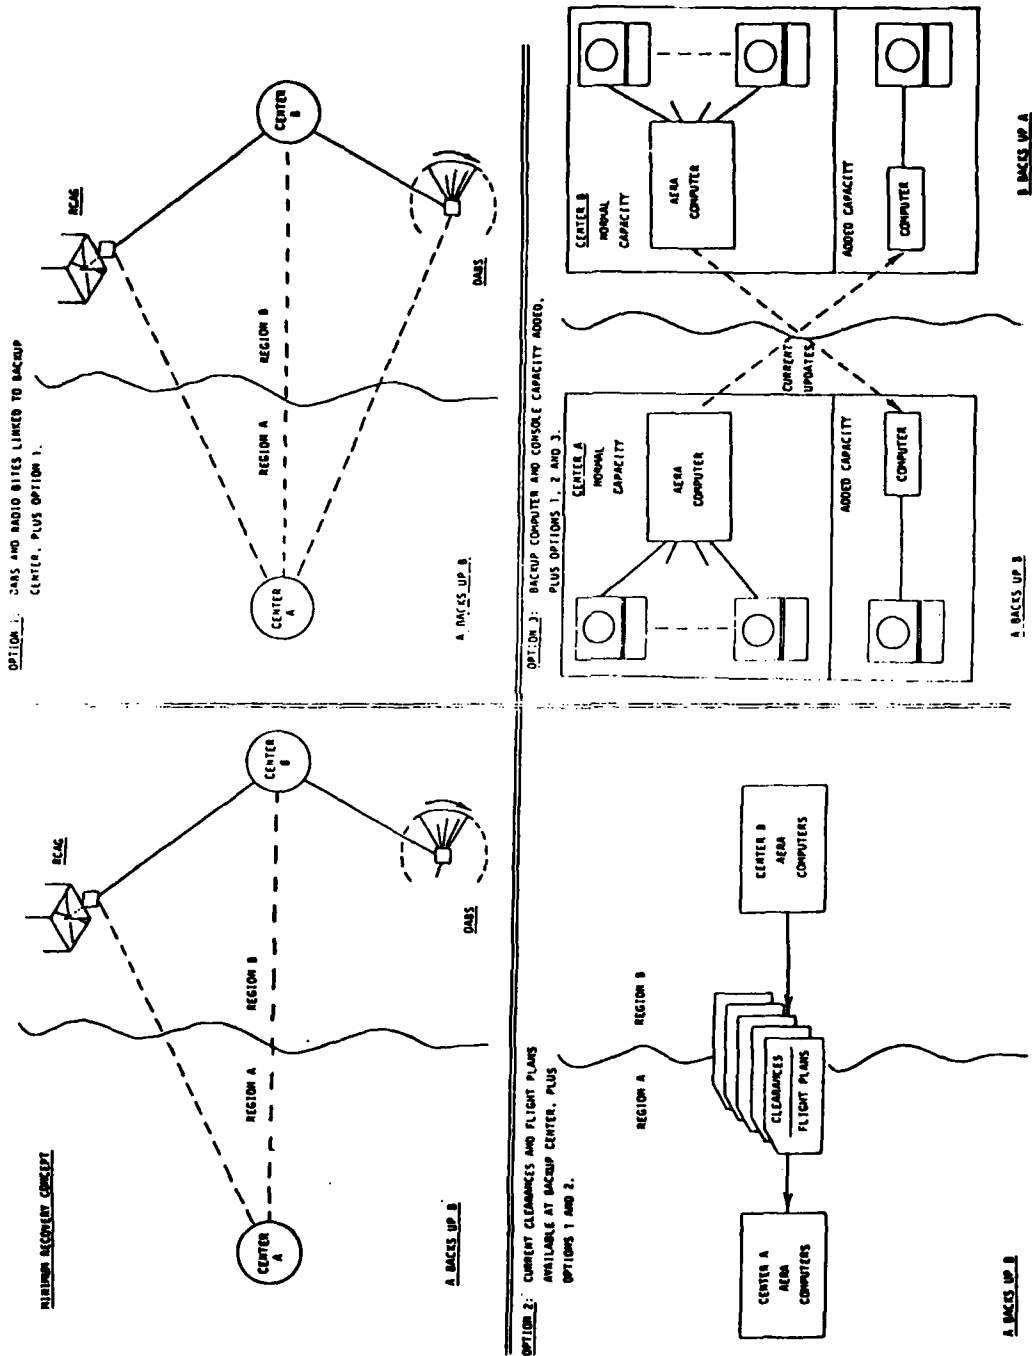 MINIMUM RECOVERY CONCEPT
RCAG
CENTER
A
REGION A
REGION B
CENTER
B
DABS
A BACKS UP B
OPTION 1: DABS AND RADIO BITES LINKED TO BACKUP
CENTER, PLUS OPTION 1.
RCAG
CENTER
A
REGION A
REGION B
CENTER
B
DABS
A BACKS UP B
OPTION 2: CURRENT CLEARANCES AND FLIGHT PLANS
AVAILABLE AT BACKUP CENTER, PLUS
OPTIONS 1 AND 2.
REGION A
REGION B
CENTER A
AERA
COMPUTERS
CLEARANCES
FLIGHT PLANS
CENTER B
AERA
COMPUTERS
A BACKS UP B
OPTION 3: BACKUP COMPUTER AND CONSOLE CAPACITY ADDED,
PLUS OPTIONS 1, 2 AND 3.
CENTER A
NORMAL
CAPACITY
AERA
COMPUTER
ADDED CAPACITY
COMPUTER
CURRENT
UPDATES
CENTER B
NORMAL
CAPACITY
AERA
COMPUTER
ADDED CAPACITY
COMPUTER
A BACKS UP B
B BACKS UP A